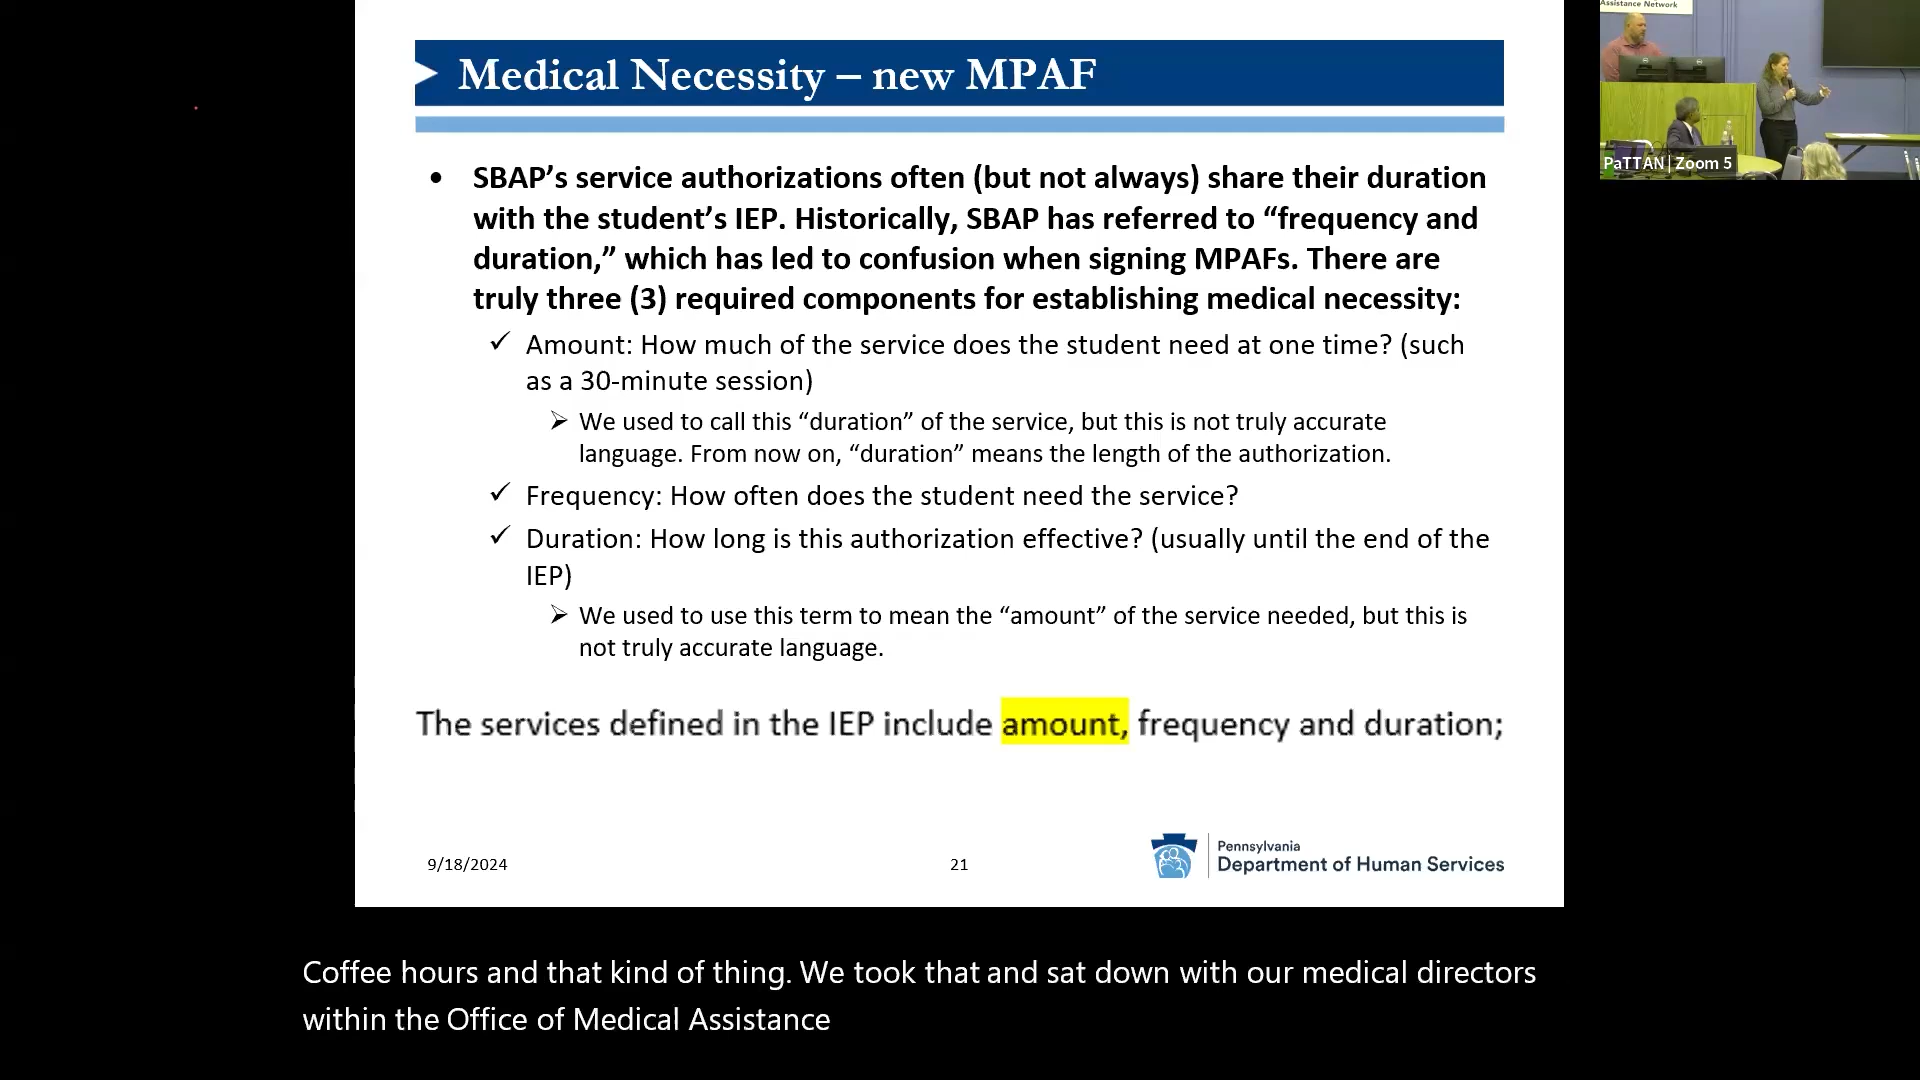 Medical Necessity – new MPAF
Assistance Network
PaTTAN | Zoom 5
• SBAP’s service authorizations often (but not always) share their duration
with the student’s IEP. Historically, SBAP has referred to “frequency and
duration,” which has led to confusion when signing MPAFs. There are
truly three (3) required components for establishing medical necessity:
✓ Amount: How much of the service does the student need at one time? (such
as a 30-minute session)
➢ We used to call this “duration” of the service, but this is not truly accurate
language. From now on, “duration” means the length of the authorization.
✓ Frequency: How often does the student need the service?
✓ Duration: How long is this authorization effective? (usually until the end of the
IEP)
➢ We used to use this term to mean the “amount” of the service needed, but this is
not truly accurate language.
The services defined in the IEP include amount, frequency and duration;
9/18/2024
21
Pennsylvania
Department of Human Services
Coffee hours and that kind of thing. We took that and sat down with our medical directors
within the Office of Medical Assistance